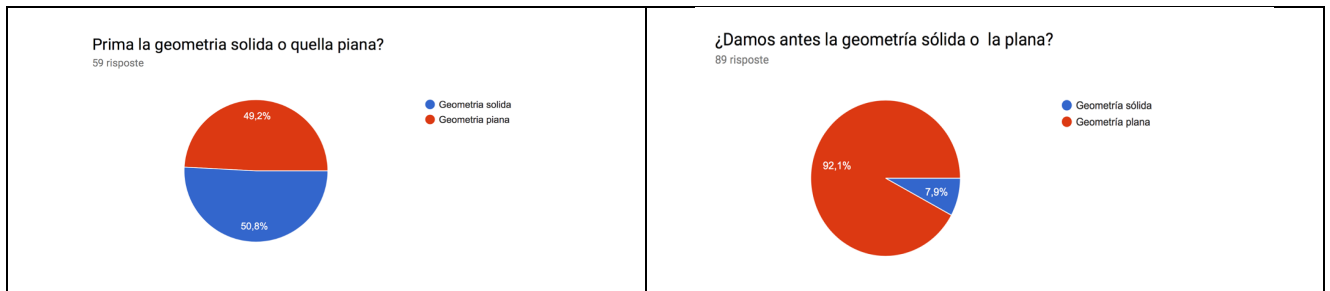 Prima la geometria solida o quella piana?
59 risposte
Geometria solida
Geometria piana
49,2%
50,8%
¿Damos antes la geometría sólida o  la plana?
89 risposte
Geometría sólida
Geometría plana
92,1%
7,9%